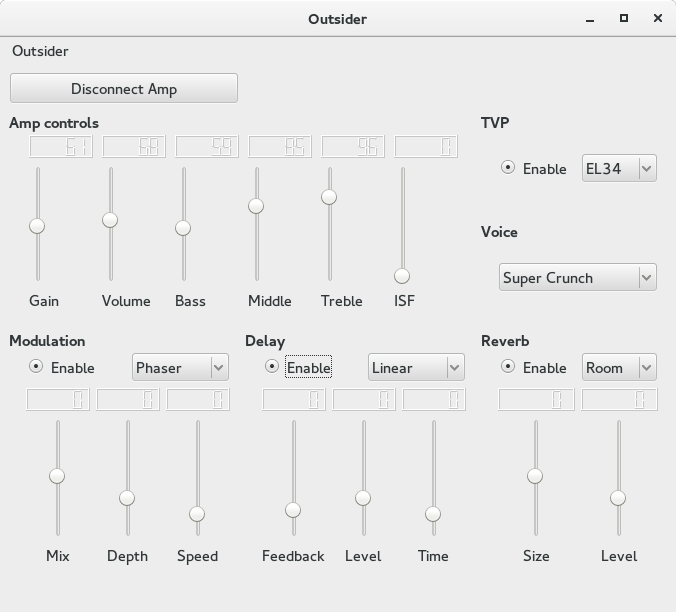 Outsider
Outsider
Disconnect Amp
Amp controls
TVP
61 68 59 85 96 0
Enable EL34
Voice
Super Crunch
Gain Volume Bass Middle Treble ISF
Modulation Delay Reverb
Enable Phaser Enable Linear Enable Room
0 0 0 0 0 0 0 0
Mix Depth Speed Feedback Level Time Size Level